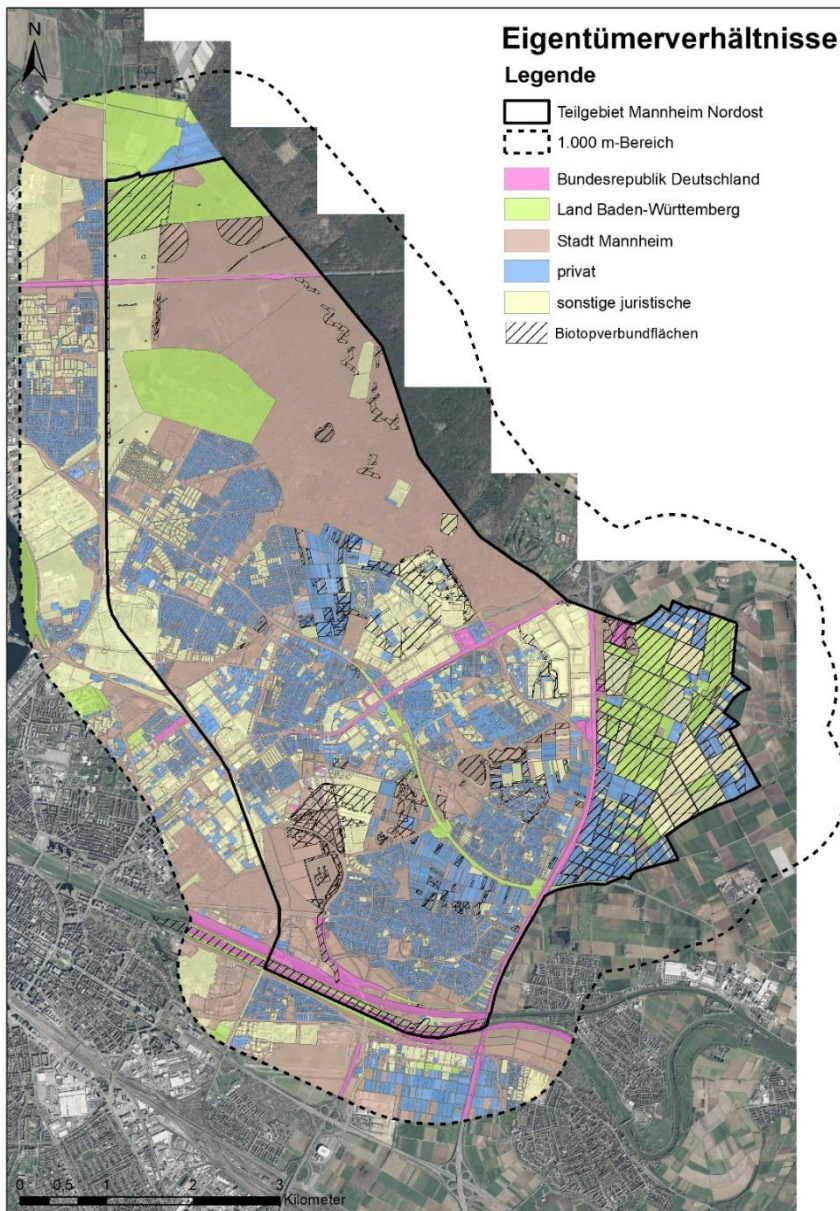 N
Eigentümerverhältnisse
Legende
Teilgebiet Mannheim Nordost
1.000 m-Bereich
Bundesrepublik Deutschland
Land Baden-Württemberg
Stadt Mannheim
privat
sonstige juristische
Biotopverbundflächen
0 0,5 1 2 3
Kilometer